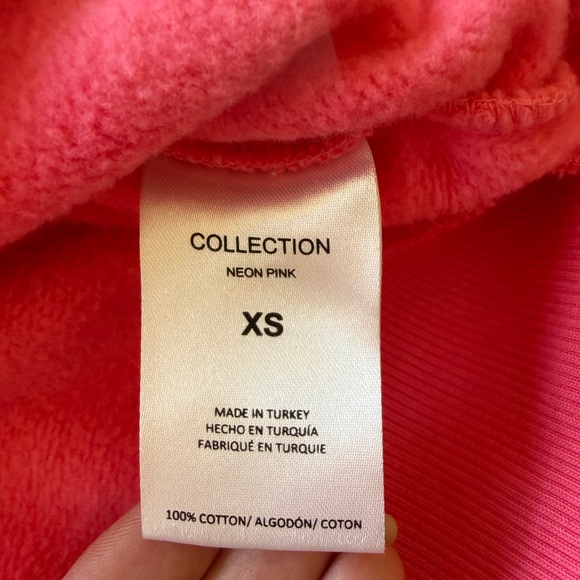 COLLECTION
NEON PINK
XS
MADE IN TURKEY
HECHO EN TURQUÍA
FABRIQUÉ EN TURQUIE
100% COTTON/ ALGODÓN/ COTON